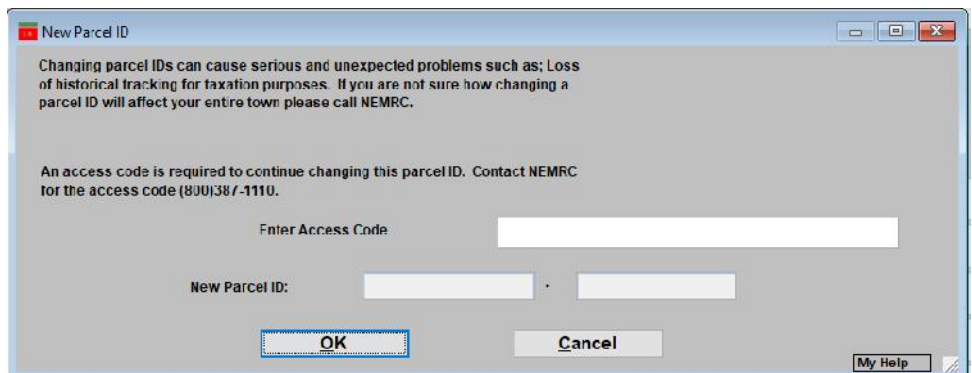 New Parcel ID
Changing parcel IDs can cause serious and unexpected problems such as; Loss
of historical tracking for taxation purposes. If you are not sure how changing a
parcel ID will affect your entire town please call NEMRC.
An access code is required to continue changing this parcel ID. Contact NEMRC
for the access code (800)387-1110.
Enter Access Code
New Parcel ID: -
OK Cancel
My Help